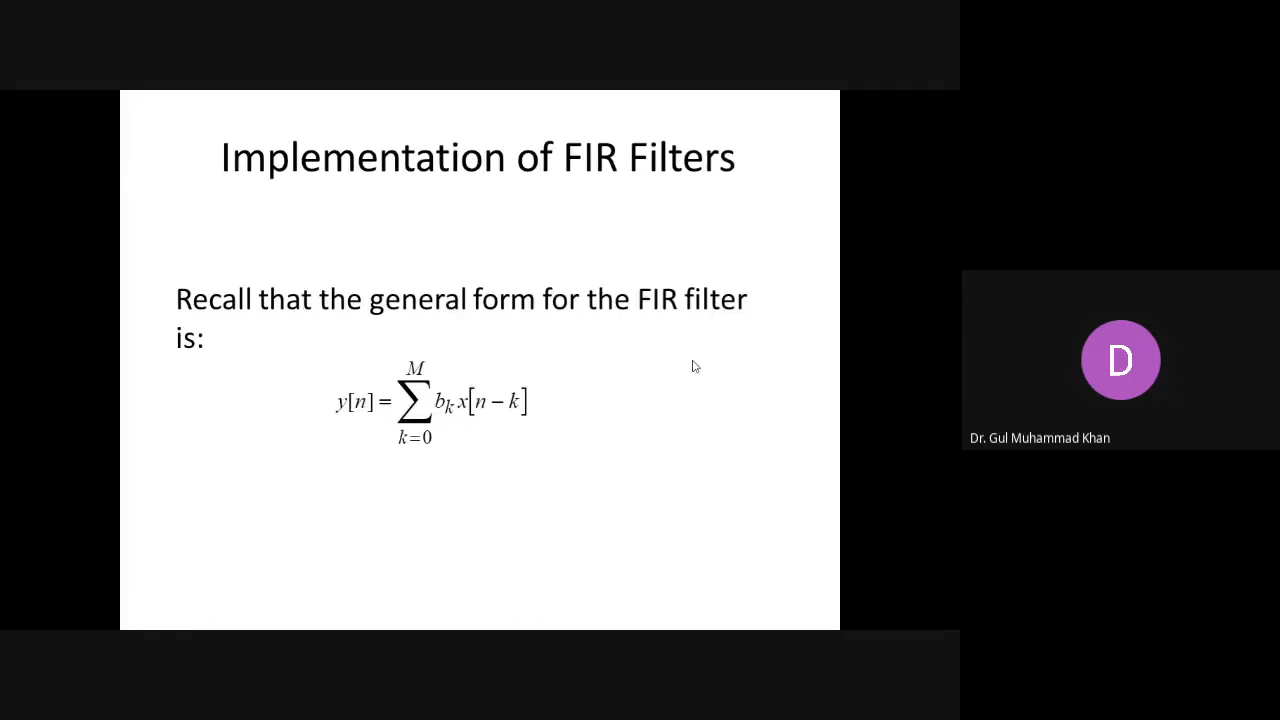 Implementation of FIR Filters
Recall that the general form for the FIR filter
is:
y[n] = \sum_{k=0}^{M} b_k x[n − k]
D
Dr. Gul Muhammad Khan